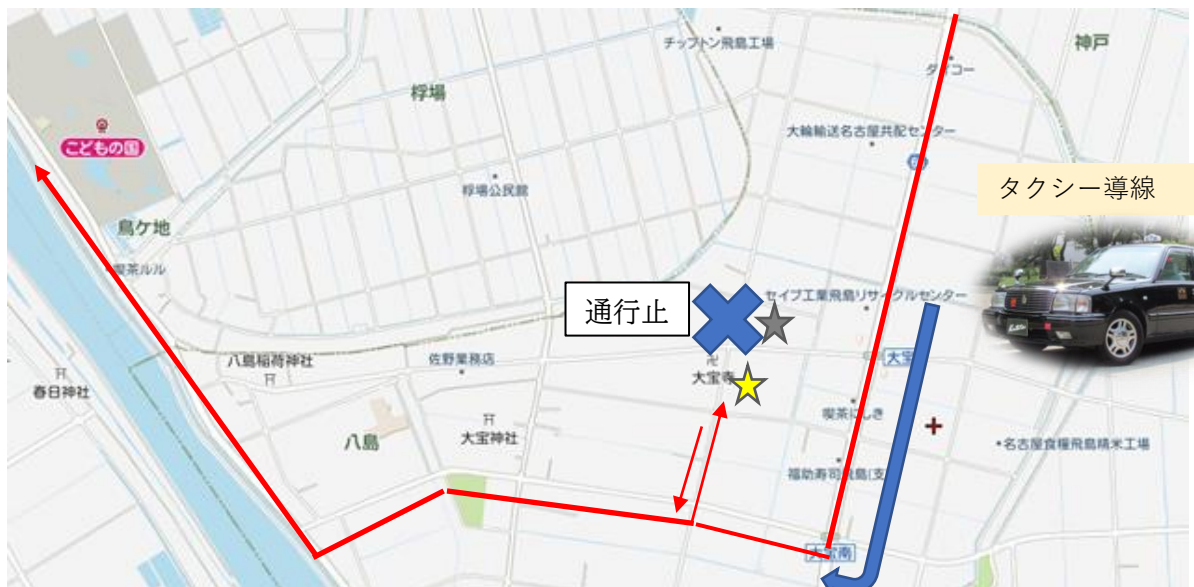 チップトン飛島工場
神戸
ダイコー
桴場
こどもの国
大輪輸送名古屋共配センター
桴場公民館
タクシー導線
鳥ケ地
喫茶ルル
通行止
セイブ工業飛島リサイクルセンター
八島稲荷神社
佐野業務店
大宝
大宝寺
春日神社
喫茶にしき
八島
大宝神社
名古屋食糧飛島精米工場
福助寿司飛島(支
大宝南